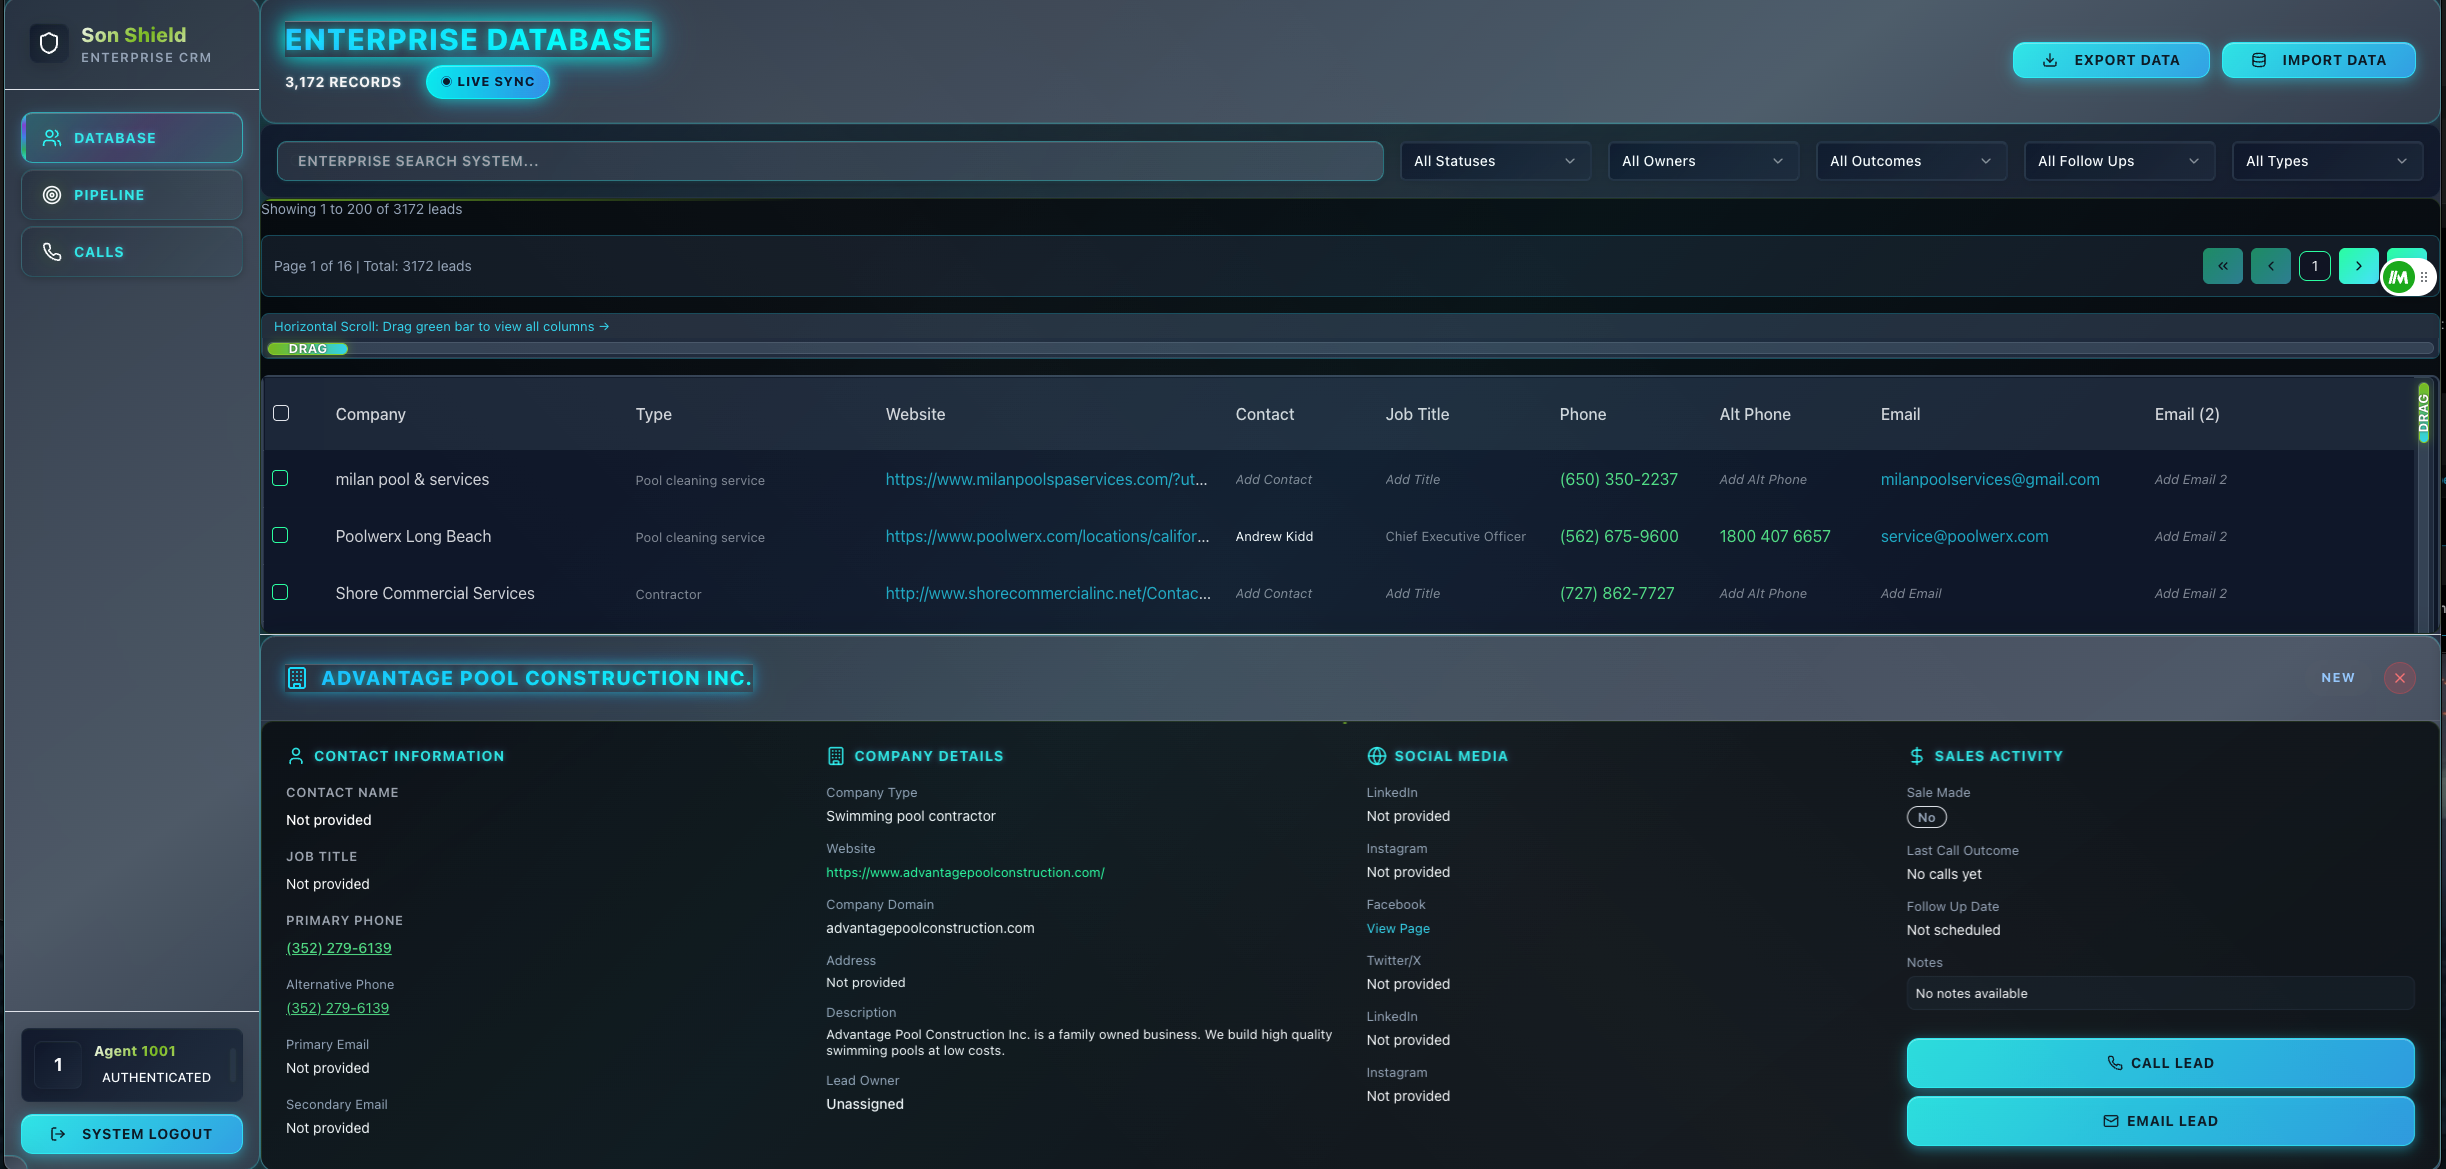 Son Shield
ENTERPRISE CRM
DATABASE
PIPELINE
CALLS
1
Agent 1001
AUTHENTICATED
SYSTEM LOGOUT
ENTERPRISE DATABASE
3,172 RECORDS
LIVE SYNC
EXPORT DATA
IMPORT DATA
ENTERPRISE SEARCH SYSTEM...
All Statuses
All Owners
All Outcomes
All Follow Ups
All Types
Showing 1 to 200 of 3172 leads
Page 1 of 16 | Total: 3172 leads
« ‹ 1 ›
Horizontal Scroll: Drag green bar to view all columns →
DRAG
DRAG
Company Type Website Contact Job Title Phone Alt Phone Email Email (2)
milan pool & services Pool cleaning service https://www.milanpoolspaservices.com/?ut... Add Contact Add Title (650) 350-2237 Add Alt Phone milanpoolservices@gmail.com Add Email 2
Poolwerx Long Beach Pool cleaning service https://www.poolwerx.com/locations/califor... Andrew Kidd Chief Executive Officer (562) 675-9600 1800 407 6657 service@poolwerx.com Add Email 2
Shore Commercial Services Contractor http://www.shorecommercialinc.net/Contac... Add Contact Add Title (727) 862-7727 Add Alt Phone Add Email Add Email 2
ADVANTAGE POOL CONSTRUCTION INC.
NEW
CONTACT INFORMATION
CONTACT NAME
Not provided
JOB TITLE
Not provided
PRIMARY PHONE
(352) 279-6139
Alternative Phone
(352) 279-6139
Primary Email
Not provided
Secondary Email
Not provided
COMPANY DETAILS
Company Type
Swimming pool contractor
Website
https://www.advantagepoolconstruction.com/
Company Domain
advantagepoolconstruction.com
Address
Not provided
Description
Advantage Pool Construction Inc. is a family owned business. We build high quality
swimming pools at low costs.
Lead Owner
Unassigned
SOCIAL MEDIA
LinkedIn
Not provided
Instagram
Not provided
Facebook
View Page
Twitter/X
Not provided
LinkedIn
Not provided
Instagram
Not provided
SALES ACTIVITY
Sale Made
No
Last Call Outcome
No calls yet
Follow Up Date
Not scheduled
Notes
No notes available
CALL LEAD
EMAIL LEAD